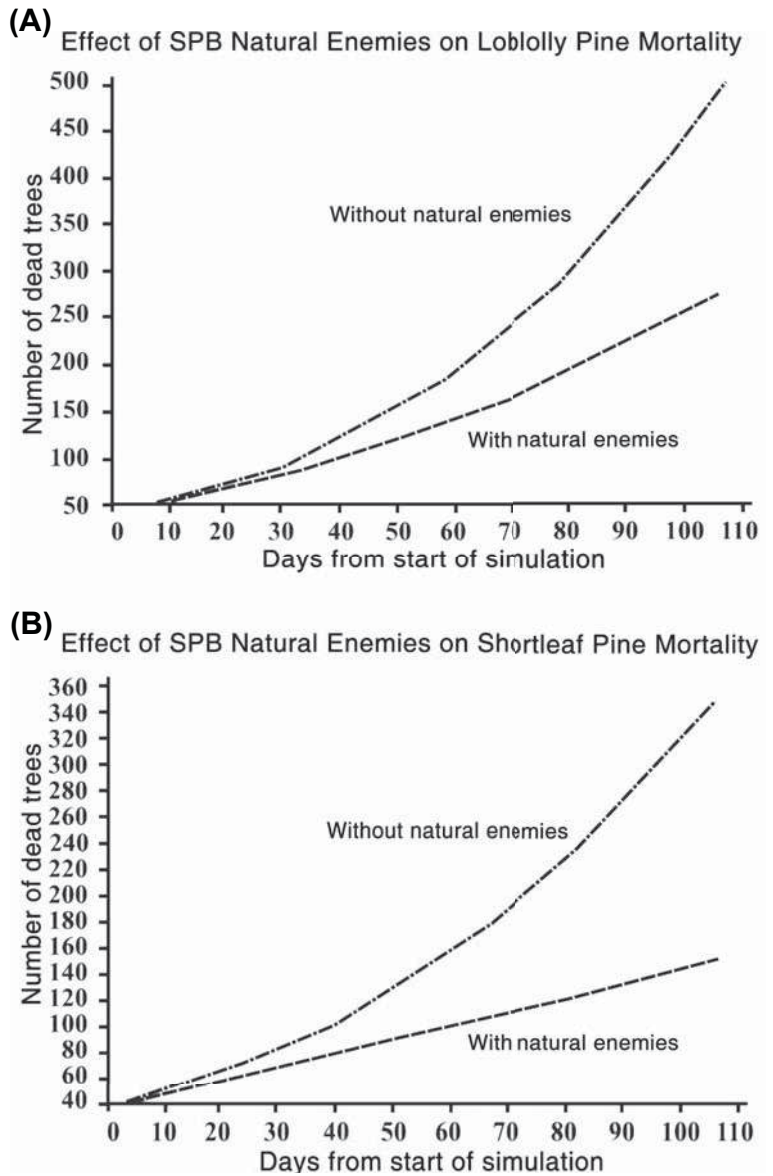 (A)
Effect of SPB Natural Enemies on Loblolly Pine Mortality
Number of dead trees
500
450
400
350
300
250
200
150
100
50
Without natural enemies
With natural enemies
0 10 20 30 40 50 60 70 80 90 100 110
Days from start of simulation
(B)
Effect of SPB Natural Enemies on Shortleaf Pine Mortality
Number of dead trees
360
340
320
300
280
260
240
220
200
180
160
140
120
100
80
60
40
Without natural enemies
With natural enemies
0 10 20 30 40 50 60 70 80 90 100 110
Days from start of simulation